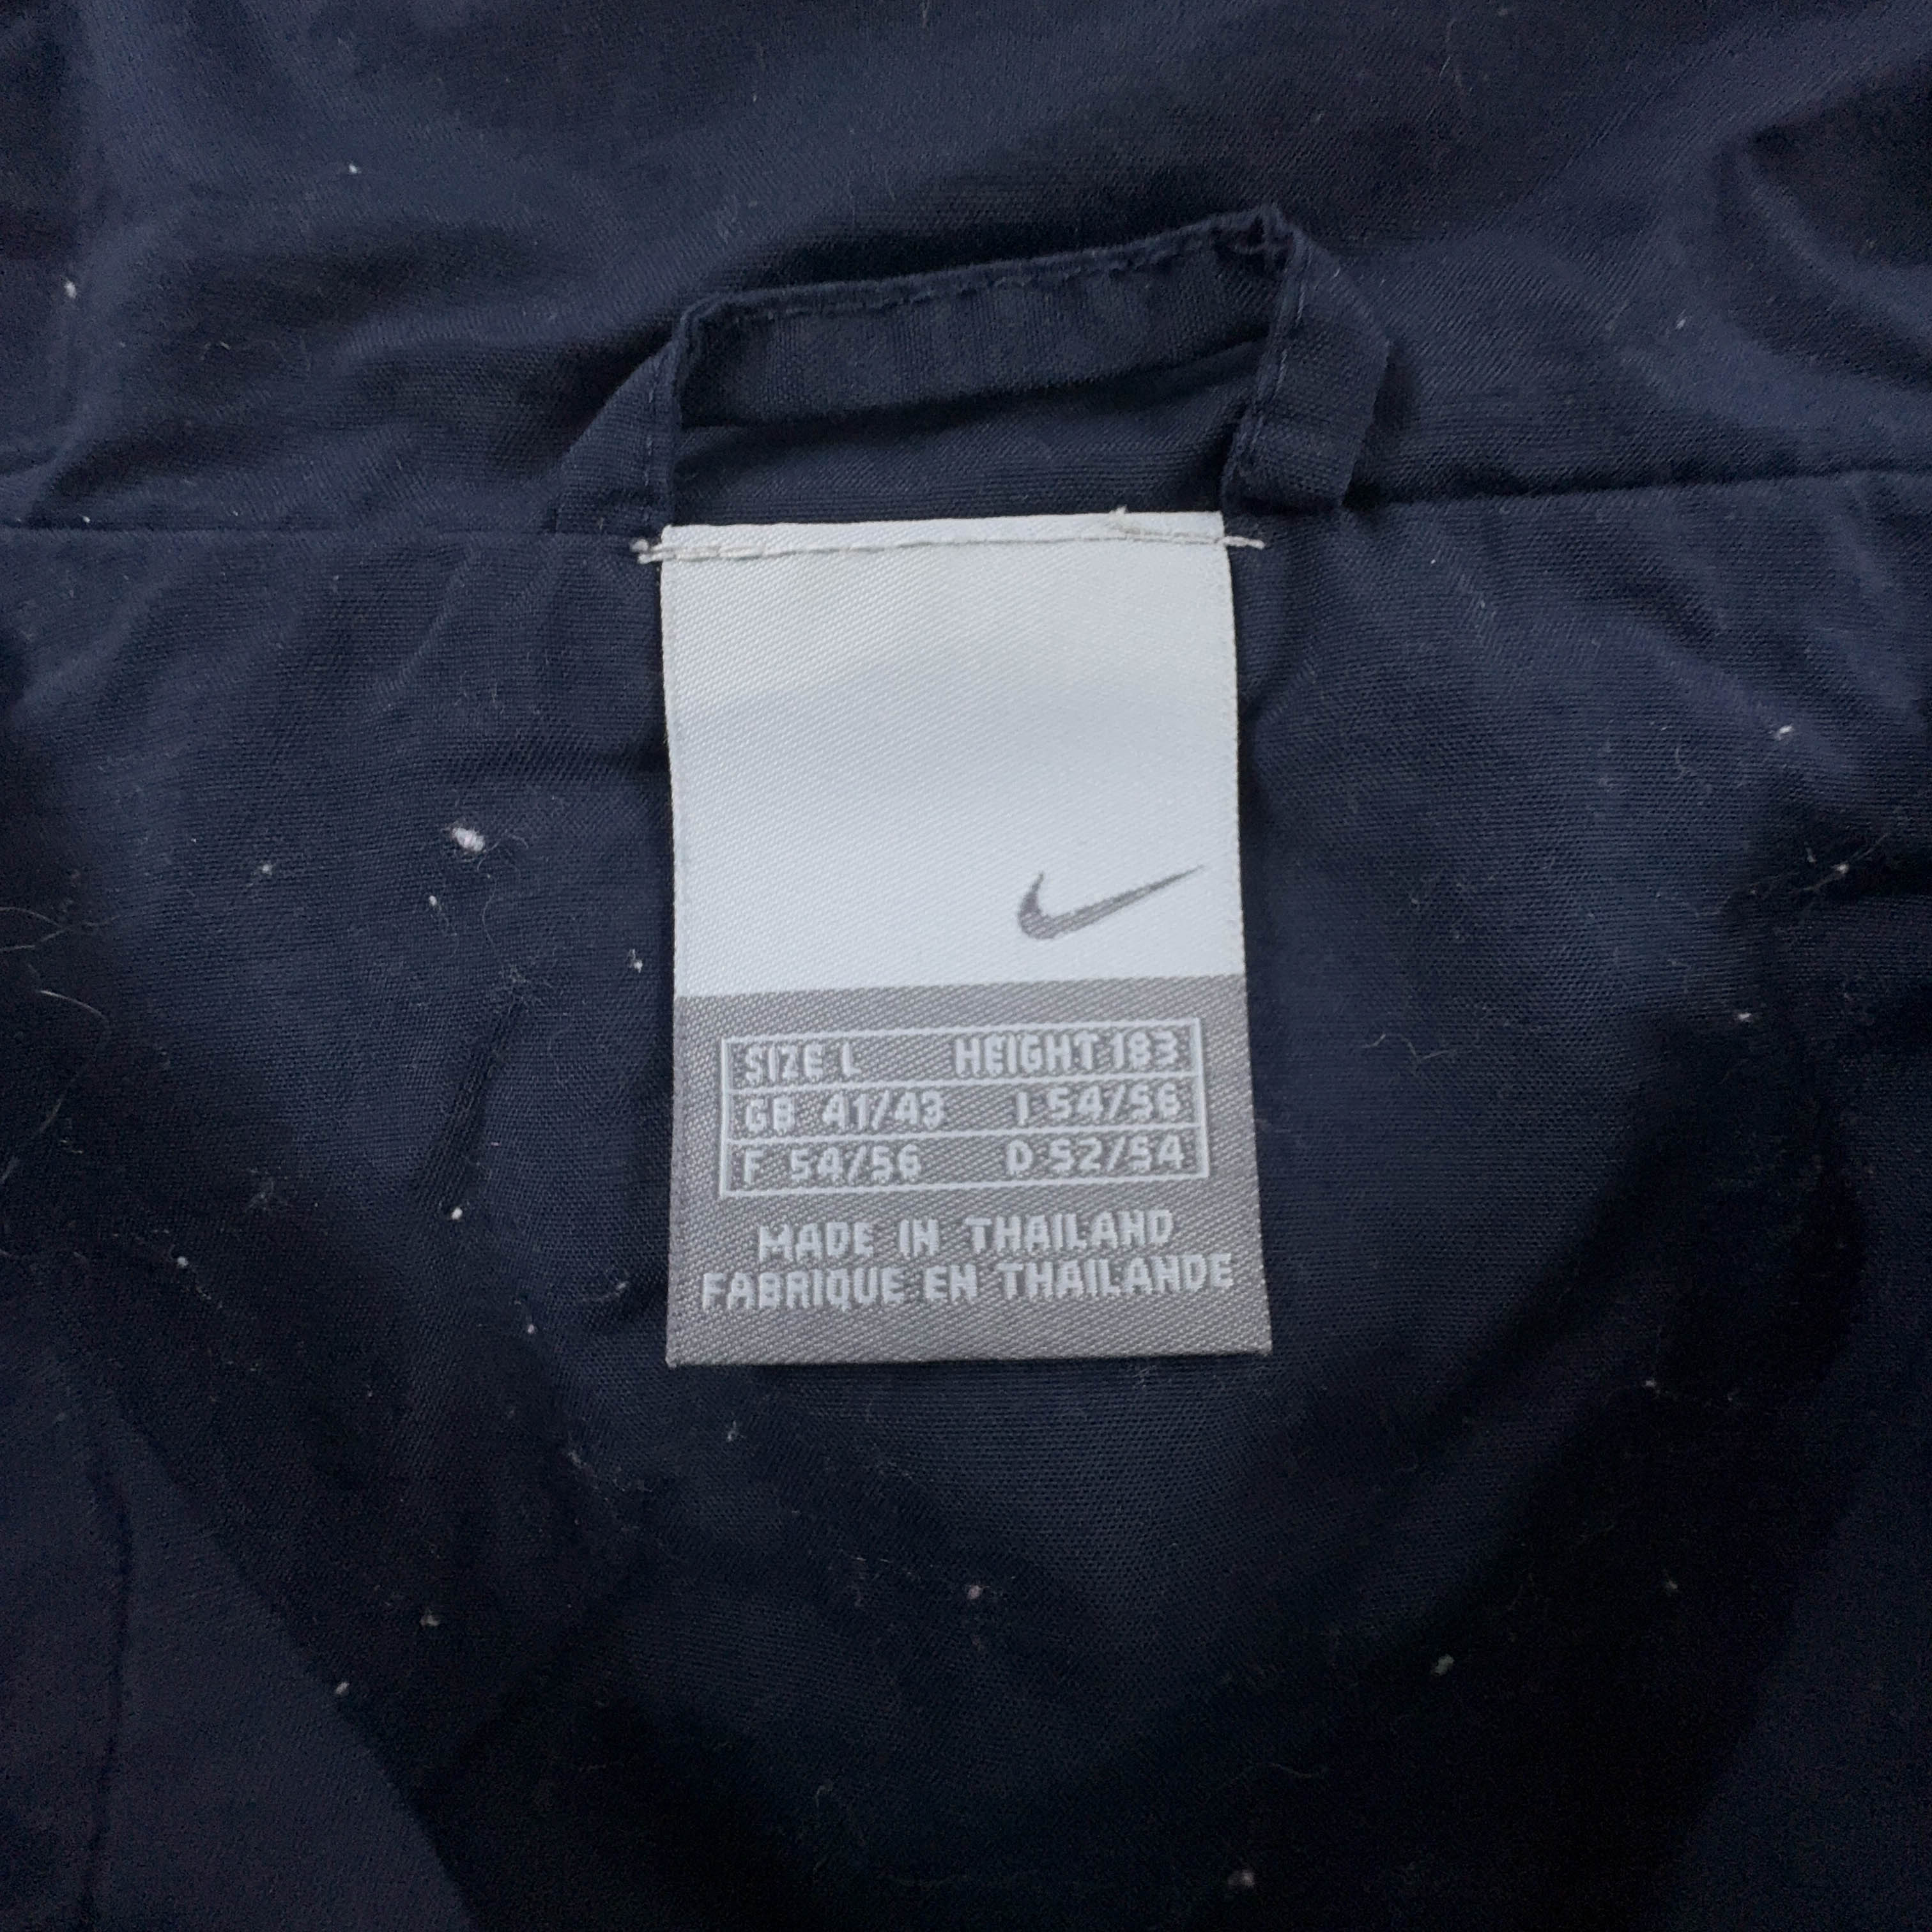 SIZE L HEIGHT 183
GB 41/43 I 54/56
F 54/56 D 52/54
MADE IN THAILAND
FABRIQUE EN THAILANDE